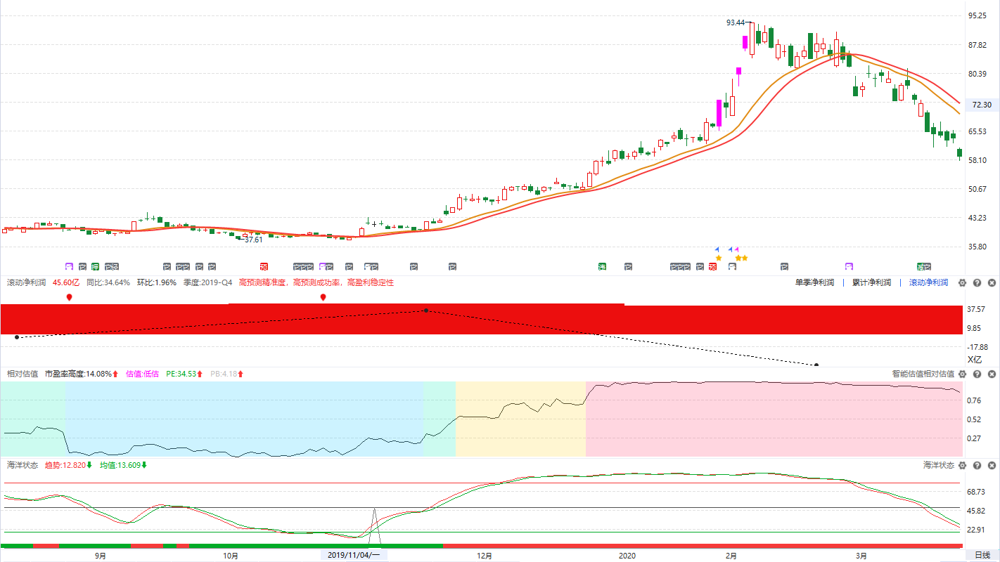 95.25
93.44
87.82
80.39
72.30
65.53
58.10
50.67
43.23
37.61
35.80
押
预
预
减
滚动净利润 45.60亿 同比:34.64% 环比:1.96% 季度:2019-Q4 高预测精准度，高预测成功率，高盈利稳定性 单季净利润 | 累计净利润 | 滚动净利润
37.57
9.85
-17.88
X亿
相对估值 市盈率高度:14.08% 估值:低估 PE:34.53 PB:4.18 智能估值相对估值
0.76
0.52
0.27
海洋状态 趋势:12.820 均值:13.609 海洋状态
68.73
45.82
22.91
9月 10月 2019/11/04/一 12月 2020 2月 3月 日线